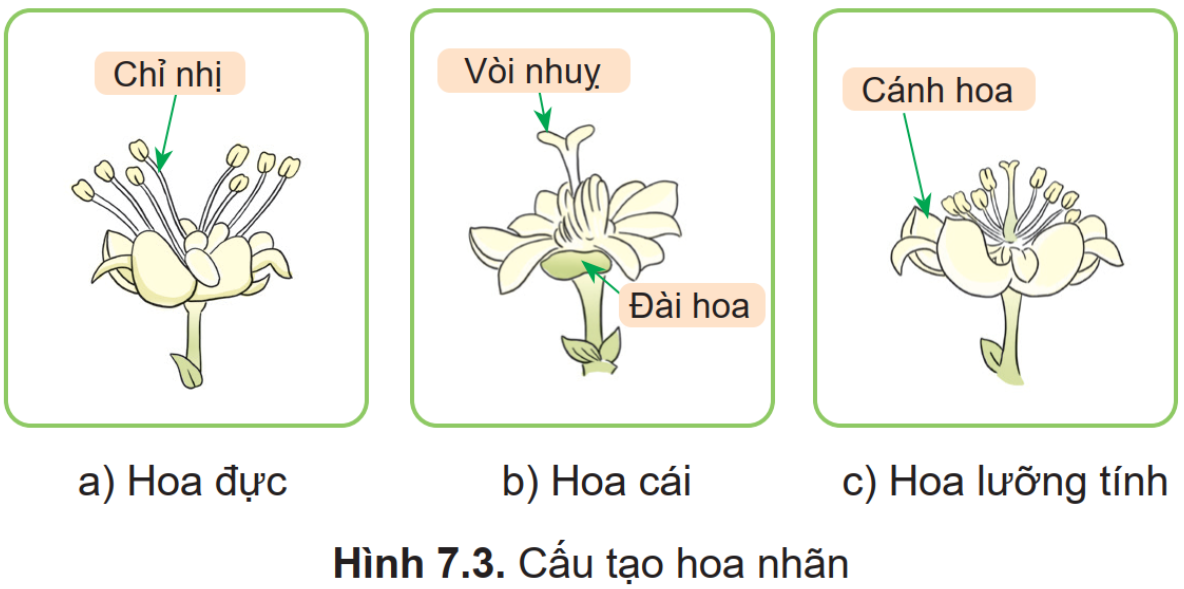 Chỉ nhị
Vòi nhuỵ
Cánh hoa
Đài hoa
a) Hoa đực
b) Hoa cái
c) Hoa lưỡng tính
Hình 7.3. Cấu tạo hoa nhãn